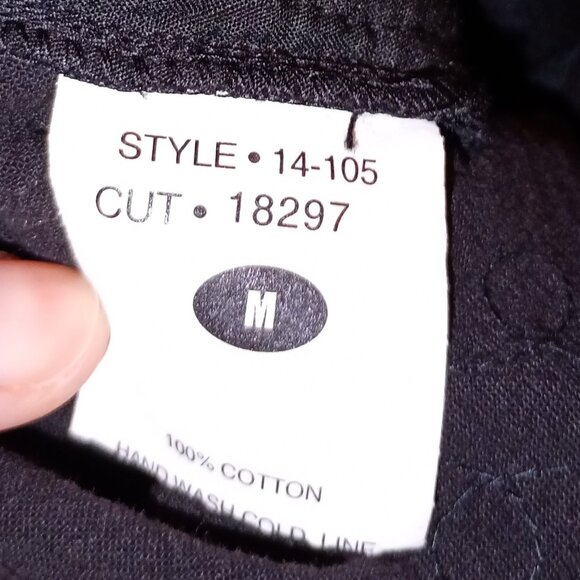 STYLE • 14-105
CUT • 18297
M
100% COTTON
HAND WASH COLD LINE